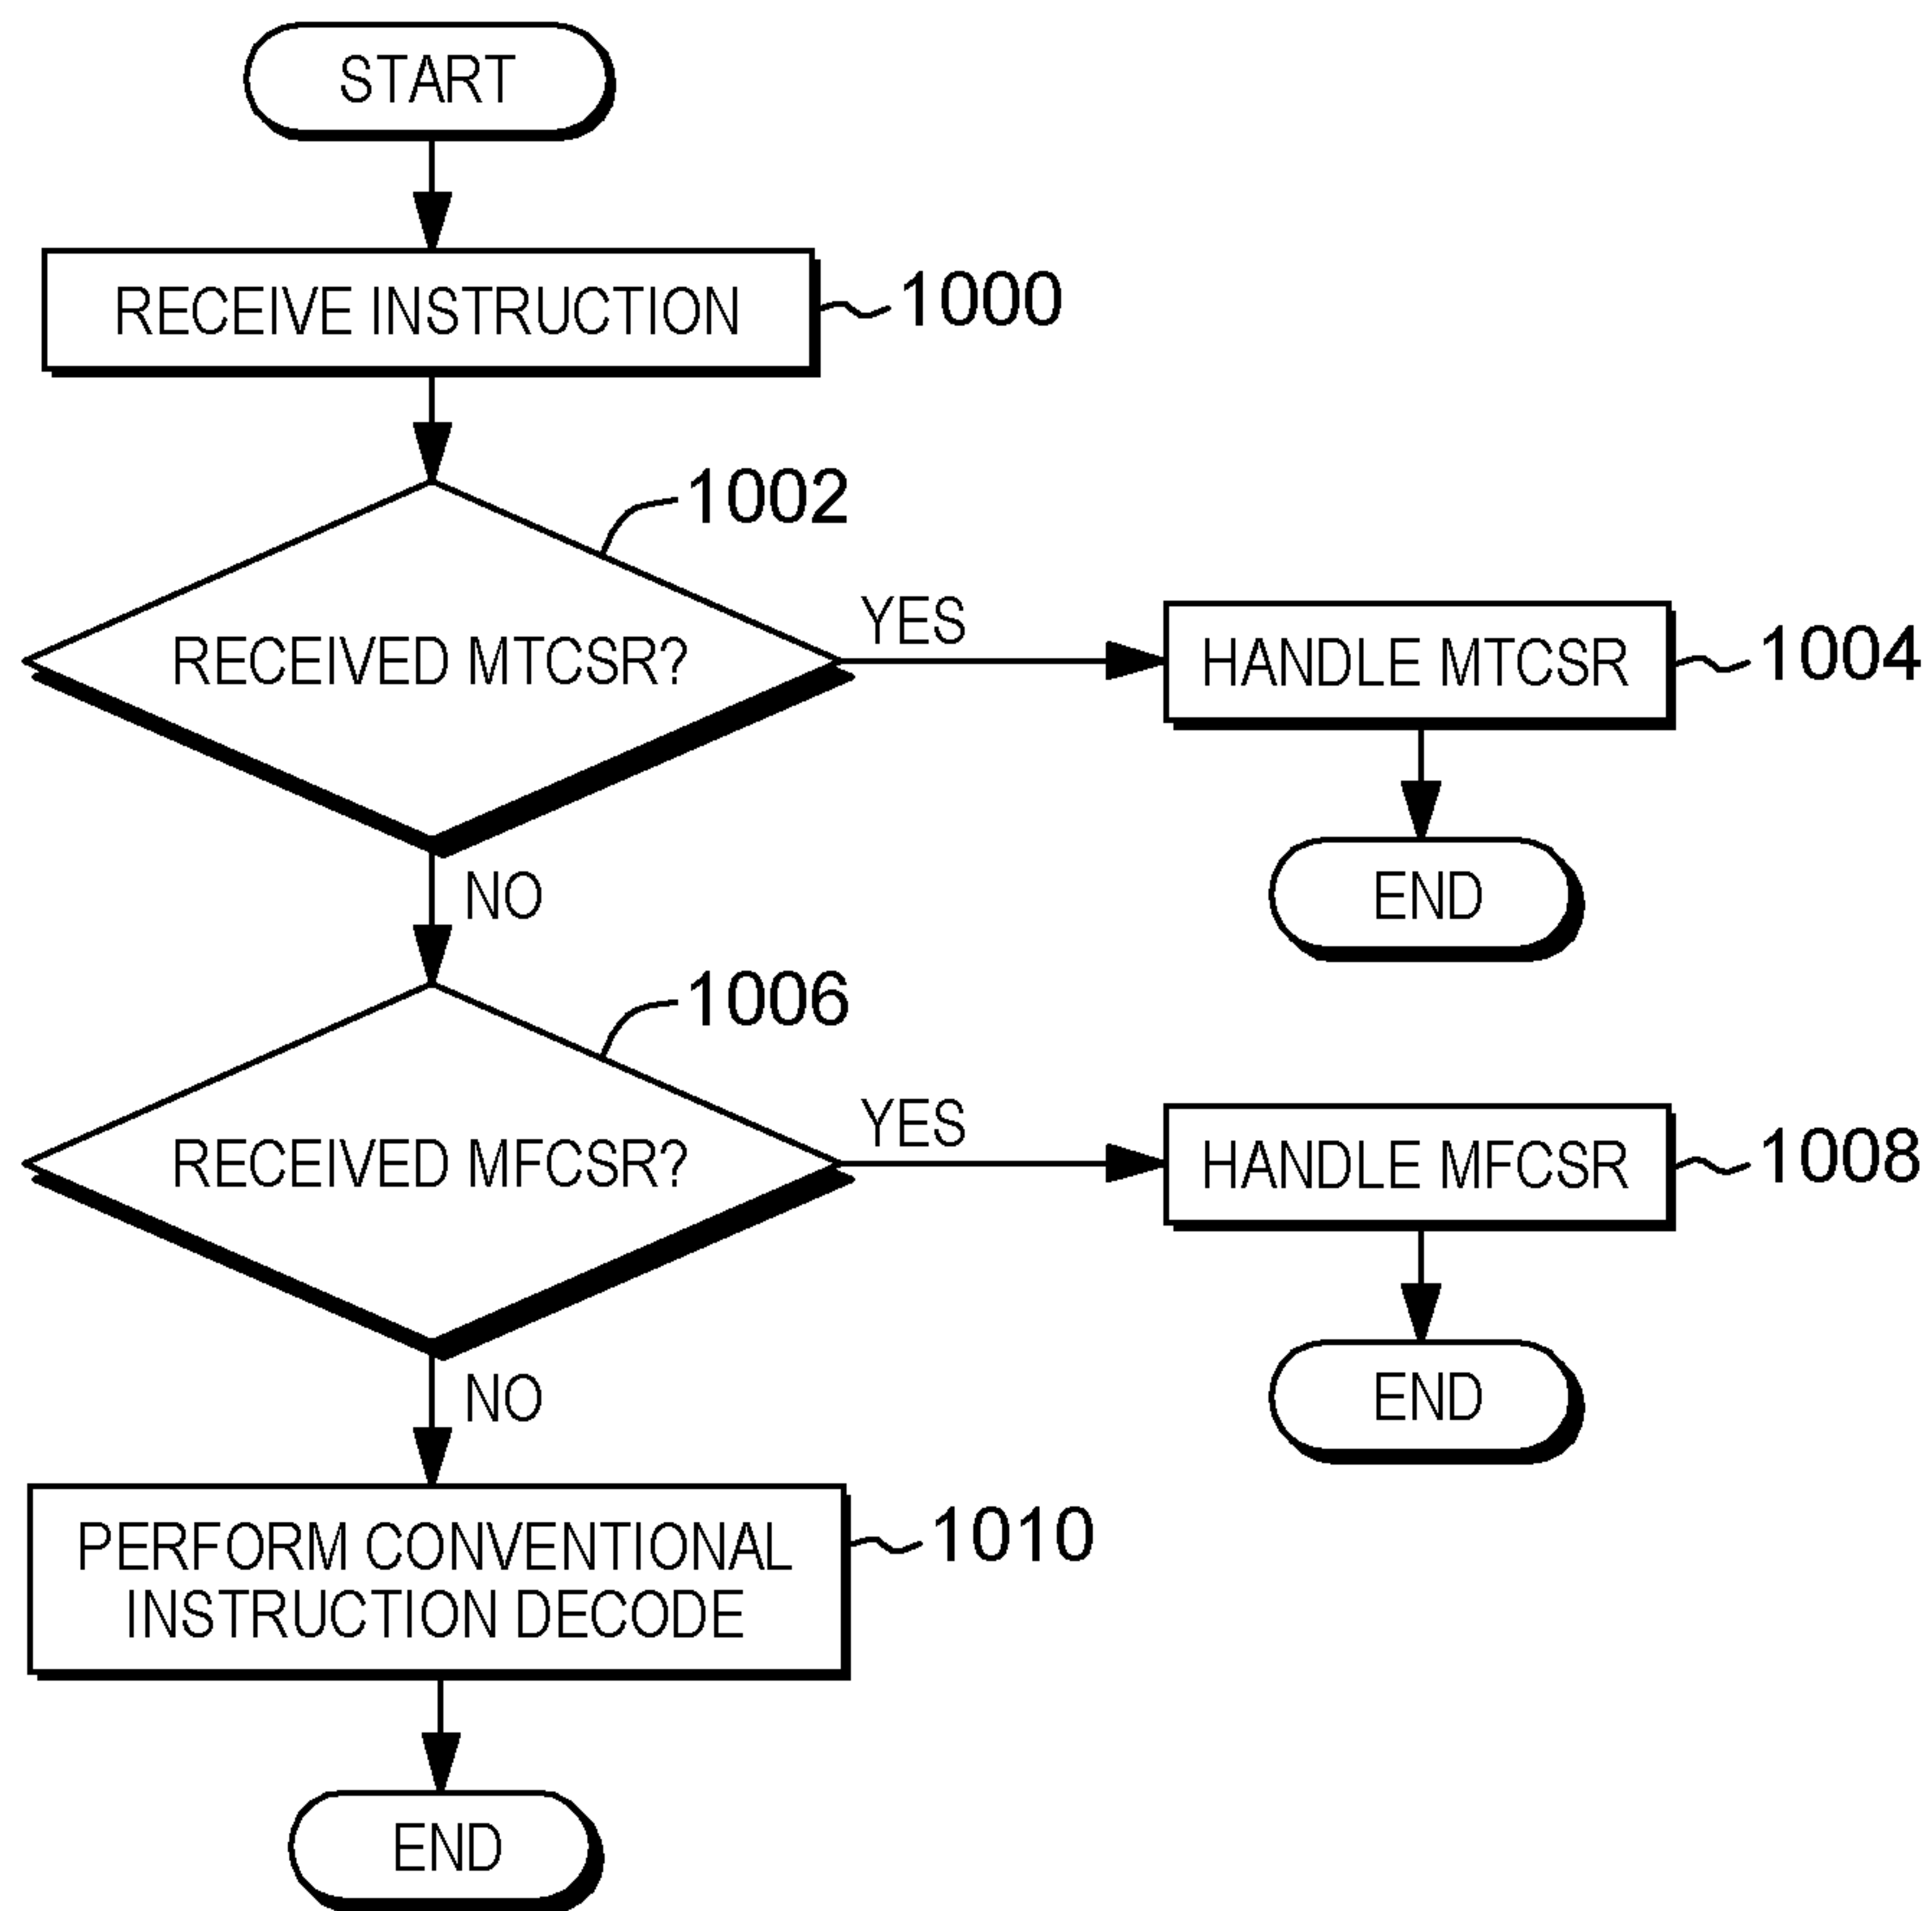 START
RECEIVE INSTRUCTION
1000
1002
RECEIVED MTCSR?
YES
HANDLE MTCSR
1004
NO
END
1006
RECEIVED MFCSR?
YES
HANDLE MFCSR
1008
NO
END
PERFORM CONVENTIONAL
INSTRUCTION DECODE
1010
END